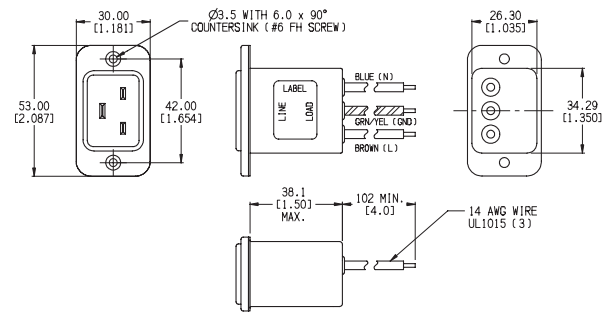 30.00
[1.181]
Ø3.5 WITH 6.0 x 90°
COUNTERSINK (#6 FH SCREW)
26.30
[1.035]
53.00
[2.087]
42.00
[1.654]
LABEL
LINE
LOAD
BLUE (N)
GRN/YEL (GND)
BROWN (L)
34.29
[1.350]
38.1
[1.50]
MAX.
102 MIN.
[4.0]
14 AWG WIRE
UL1015 (3)